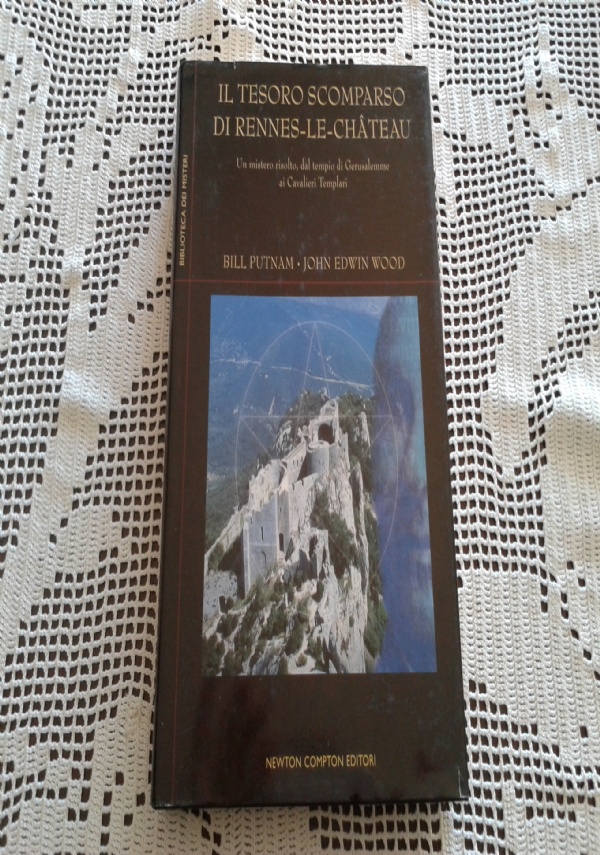 IL TESORO SCOMPARSO
DI RENNES-LE-CHÂTEAU
Un mistero risolto, dal tempio di Gerusalemme
ai Cavalieri Templari
BILL PUTNAM • JOHN EDWIN WOOD
BIBLIOTECA DEI MISTERI
NEWTON COMPTON EDITORI